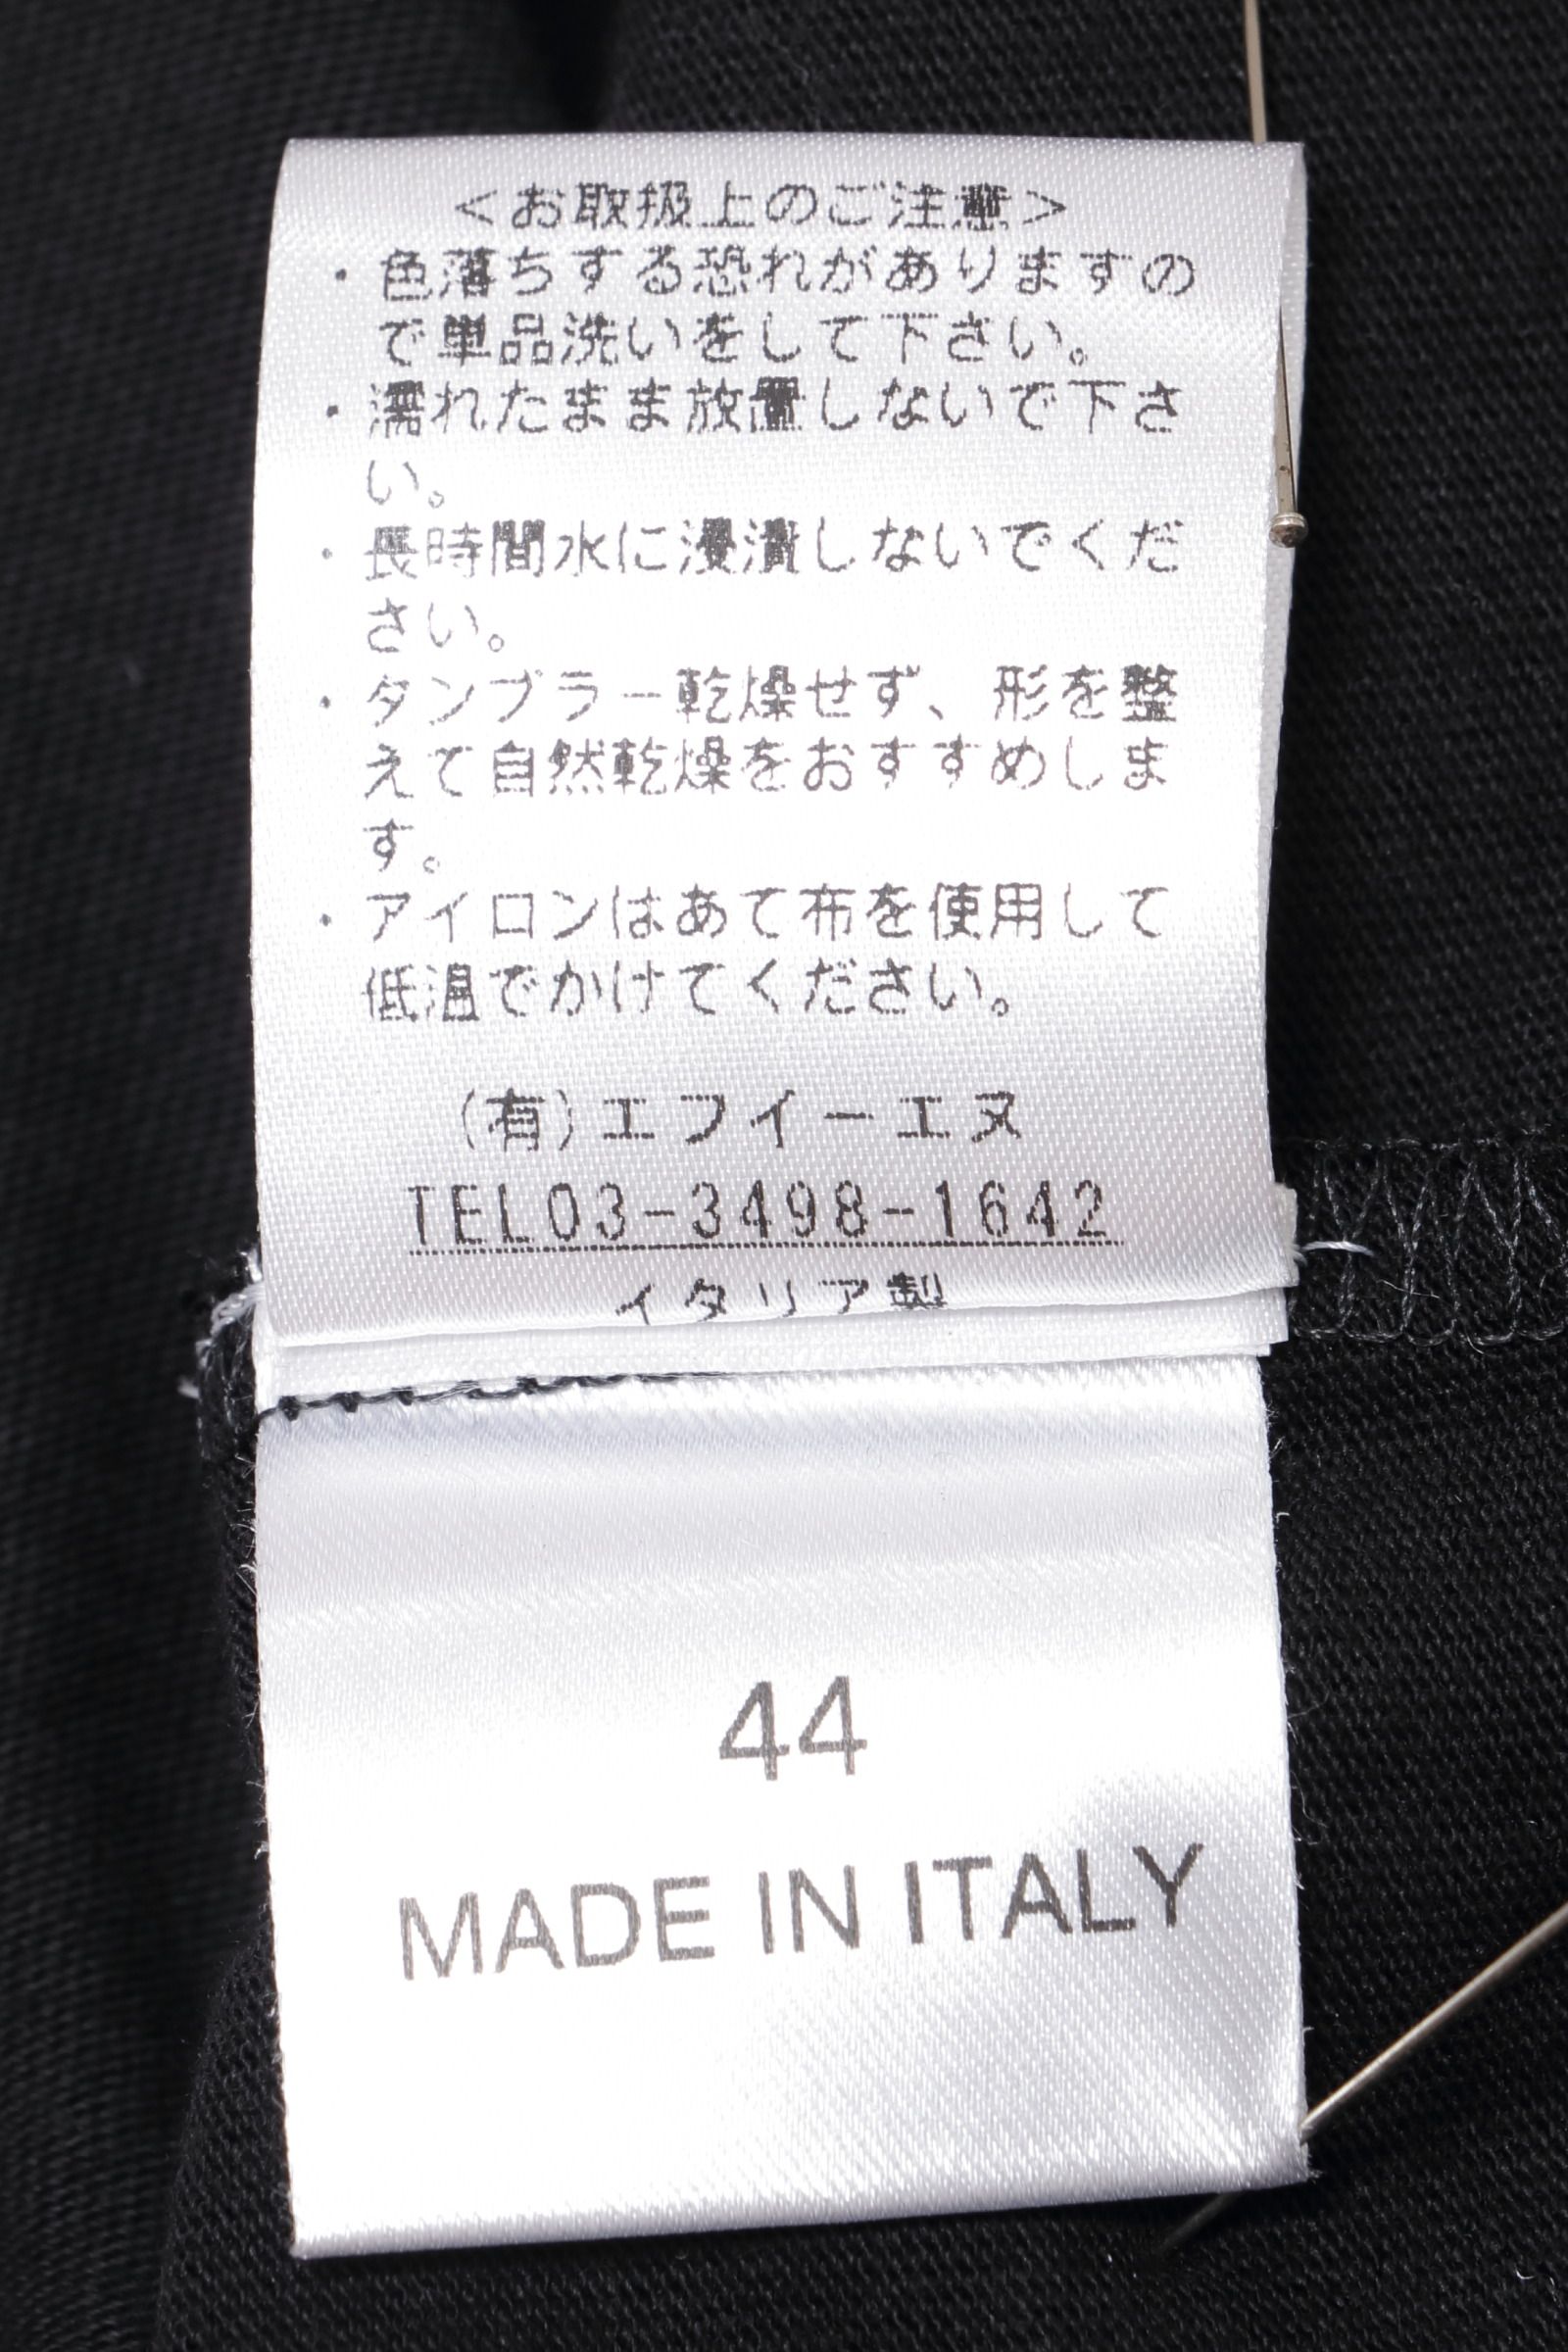 ＜お取扱上のご注意＞
・色落ちする恐れがありますの
で単品洗いをして下さい。
・濡れたまま放置しないで下さ
い。
・長時間水に浸漬しないでくだ
さい。
・タンブラー乾燥せず、形を整
えて自然乾燥をおすすめしま
す。
・アイロンはあて布を使用して
低温でかけてください。
(有)エフイーエヌ
TEL03-3498-1642
イタリア製
44
MADE IN ITALY